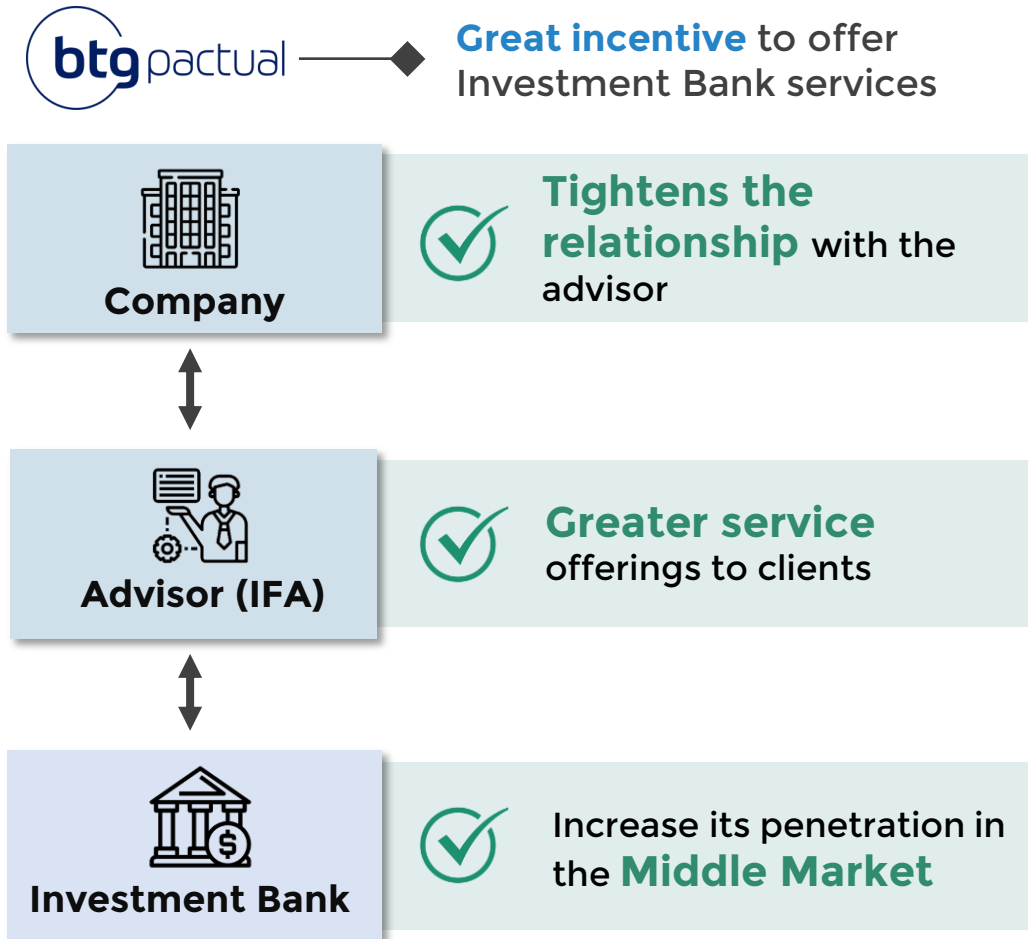 btg pactual
Great incentive to offer
Investment Bank services
Company
Tightens the
relationship with the
advisor
Advisor (IFA)
Greater service
offerings to clients
$
Investment Bank
Increase its penetration in
the Middle Market